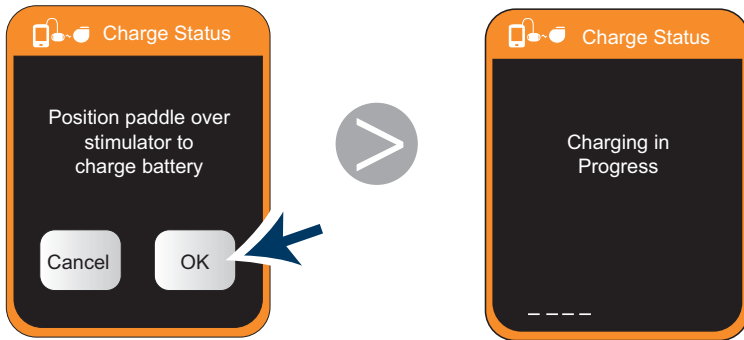 Charge Status
Position paddle over
stimulator to
charge battery
Cancel
OK
>
Charge Status
Charging in
Progress
_ _ _ _